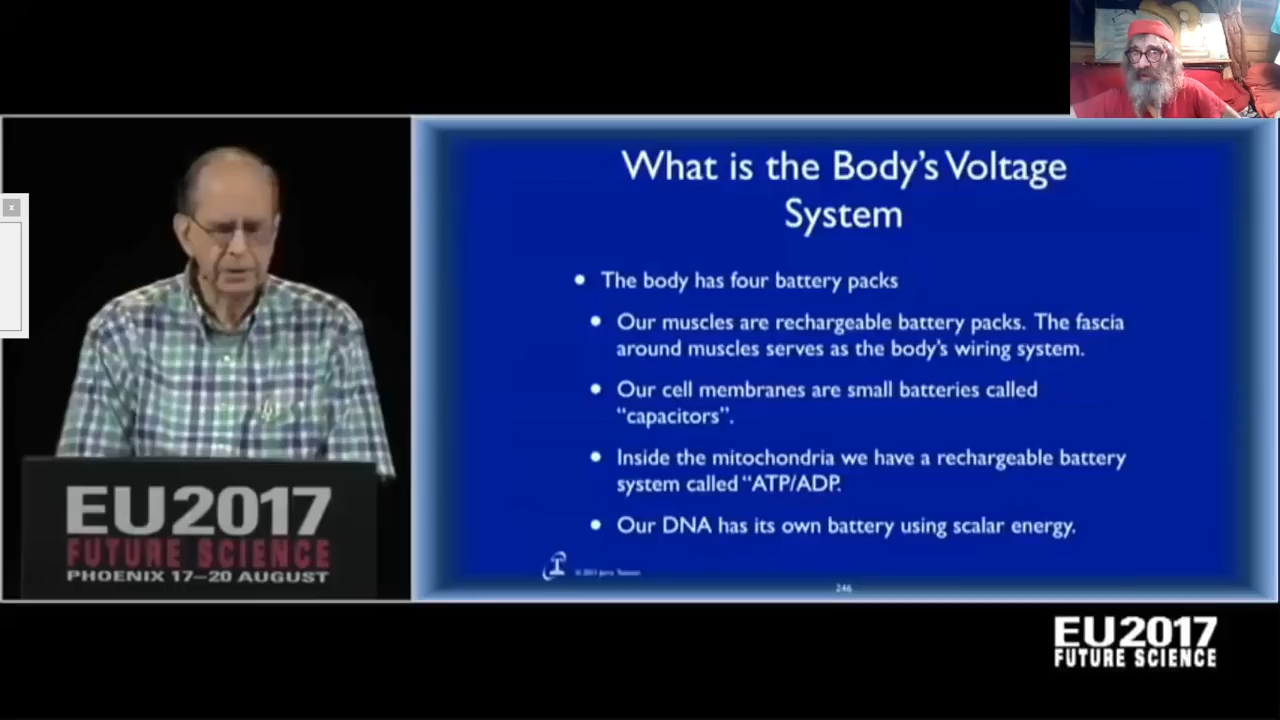 What is the Body's Voltage
System
The body has four battery packs
Our muscles are rechargeable battery packs. The fascia
around muscles serves as the body's wiring system.
Our cell membranes are small batteries called
"capacitors".
Inside the mitochondria we have a rechargeable battery
system called "ATP/ADP.
Our DNA has its own battery using scalar energy.
246
EU2017
FUTURE SCIENCE
PHOENIX 17–20 AUGUST
EU2017
FUTURE SCIENCE
x